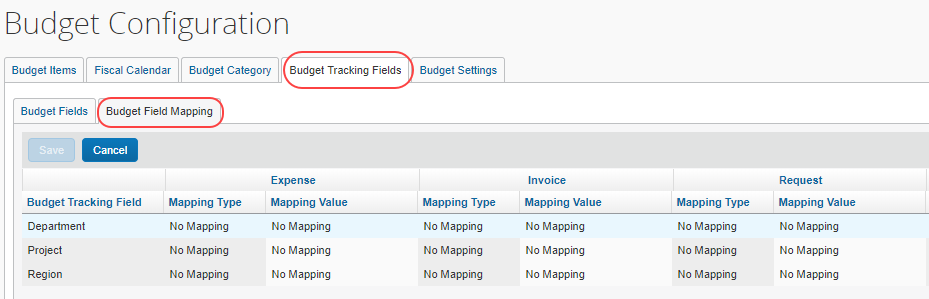 Budget Configuration
Budget Items Fiscal Calendar Budget Category Budget Tracking Fields Budget Settings
Budget Fields Budget Field Mapping
Save Cancel
Expense Invoice Request
Budget Tracking Field Mapping Type Mapping Value Mapping Type Mapping Value Mapping Type Mapping Value
Department No Mapping No Mapping No Mapping No Mapping No Mapping No Mapping
Project No Mapping No Mapping No Mapping No Mapping No Mapping No Mapping
Region No Mapping No Mapping No Mapping No Mapping No Mapping No Mapping